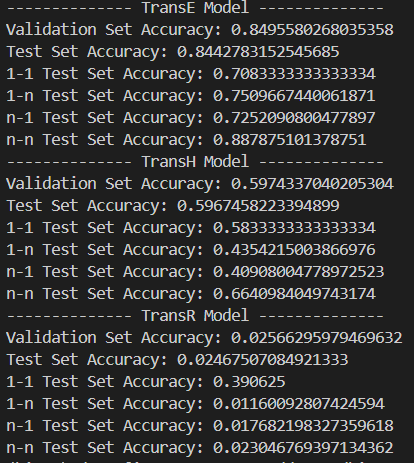 -------------- TransE Model --------------
Validation Set Accuracy: 0.8495580268035358
Test Set Accuracy: 0.8442783152545685
1-1 Test Set Accuracy: 0.7083333333333334
1-n Test Set Accuracy: 0.7509667440061871
n-1 Test Set Accuracy: 0.7252090800477897
n-n Test Set Accuracy: 0.887875101378751
-------------- TransH Model --------------
Validation Set Accuracy: 0.5974337040205304
Test Set Accuracy: 0.5967458223394899
1-1 Test Set Accuracy: 0.5833333333333334
1-n Test Set Accuracy: 0.4354215003866976
n-1 Test Set Accuracy: 0.40908004778972523
n-n Test Set Accuracy: 0.6640984049743174
-------------- TransR Model --------------
Validation Set Accuracy: 0.02566295979469632
Test Set Accuracy: 0.02467507084921333
1-1 Test Set Accuracy: 0.390625
1-n Test Set Accuracy: 0.01160092807424594
n-1 Test Set Accuracy: 0.017682198327359618
n-n Test Set Accuracy: 0.023046769397134362